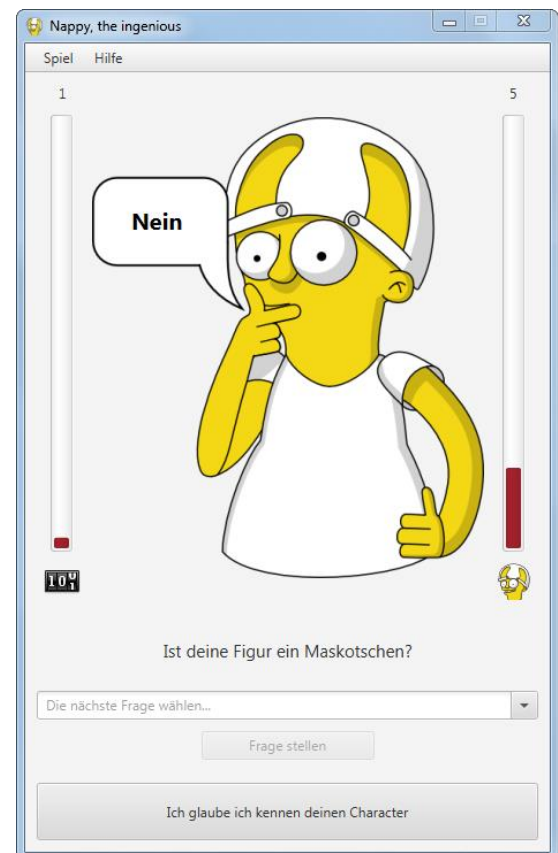 Nappy, the ingenious
Spiel Hilfe
1 5
Nein
Ist deine Figur ein Maskotschen?
Die nächste Frage wählen...
Frage stellen
Ich glaube ich kennen deinen Character